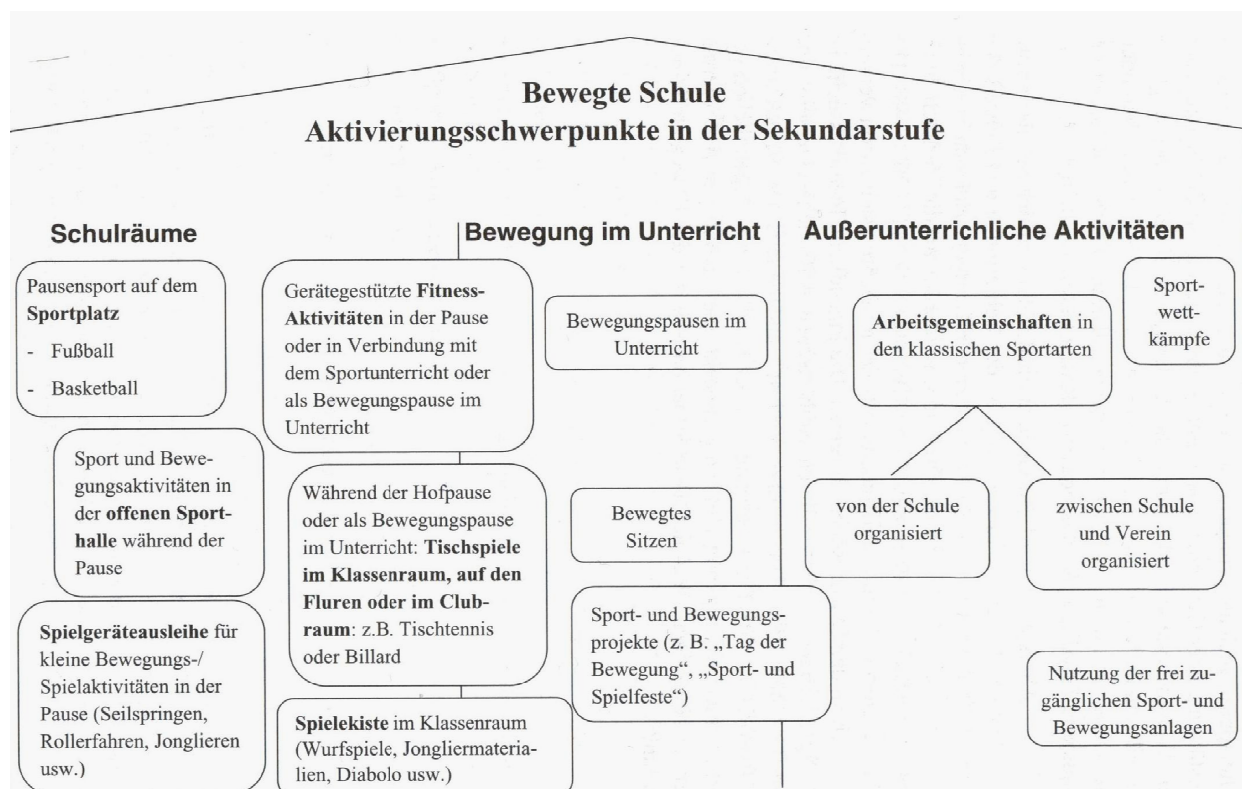 Bewegte Schule
Aktivierungsschwerpunkte in der Sekundarstufe
Schulräume
Pausensport auf dem
Sportplatz
- Fußball
- Basketball
Sport und Bewe-
gungsaktivitäten in
der offenen Sport-
halle während der
Pause
Spielgeräteausleihe für
kleine Bewegungs-/
Spielaktivitäten in der
Pause (Seilspringen,
Rollerfahren, Jonglieren
usw.)
Gerätegestützte Fitness-
Aktivitäten in der Pause
oder in Verbindung mit
dem Sportunterricht oder
als Bewegungspause im
Unterricht
Während der Hofpause
oder als Bewegungspause
im Unterricht: Tischspiele
im Klassenraum, auf den
Fluren oder im Club-
raum: z.B. Tischtennis
oder Billard
Spielekiste im Klassenraum
(Wurfspiele, Jongliermateria-
lien, Diabolo usw.)
Bewegung im Unterricht
Bewegungspausen im
Unterricht
Bewegtes
Sitzen
Sport- und Bewegungs-
projekte (z. B. „Tag der
Bewegung“, „Sport- und
Spielfeste“)
Außerunterrichliche Aktivitäten
Arbeitsgemeinschaften in
den klassischen Sportarten
Sport-
wett-
kämpfe
von der Schule
organisiert
zwischen Schule
und Verein
organisiert
Nutzung der frei zu-
gänglichen Sport- und
Bewegungsanlagen